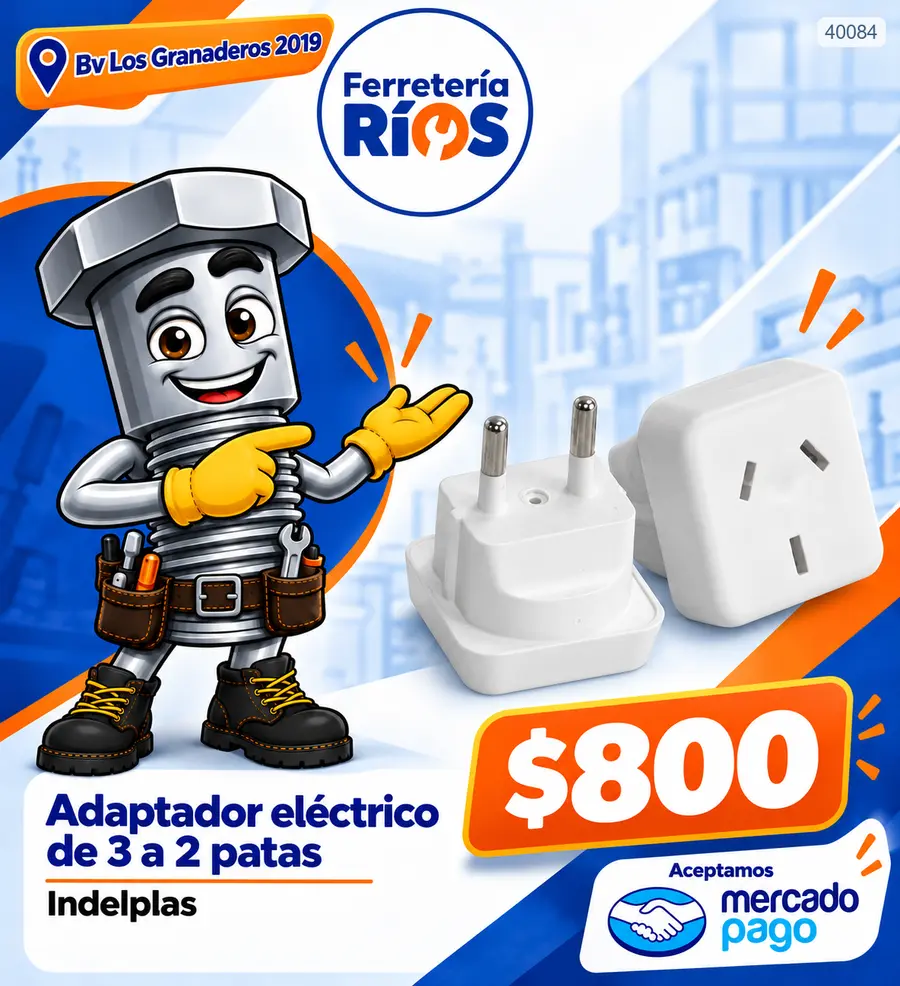 Bv Los Granaderos 2019
Ferretería
Ríos
40084
$800
Adaptador eléctrico
de 3 a 2 patas
Indelplas
Aceptamos
mercado
pago